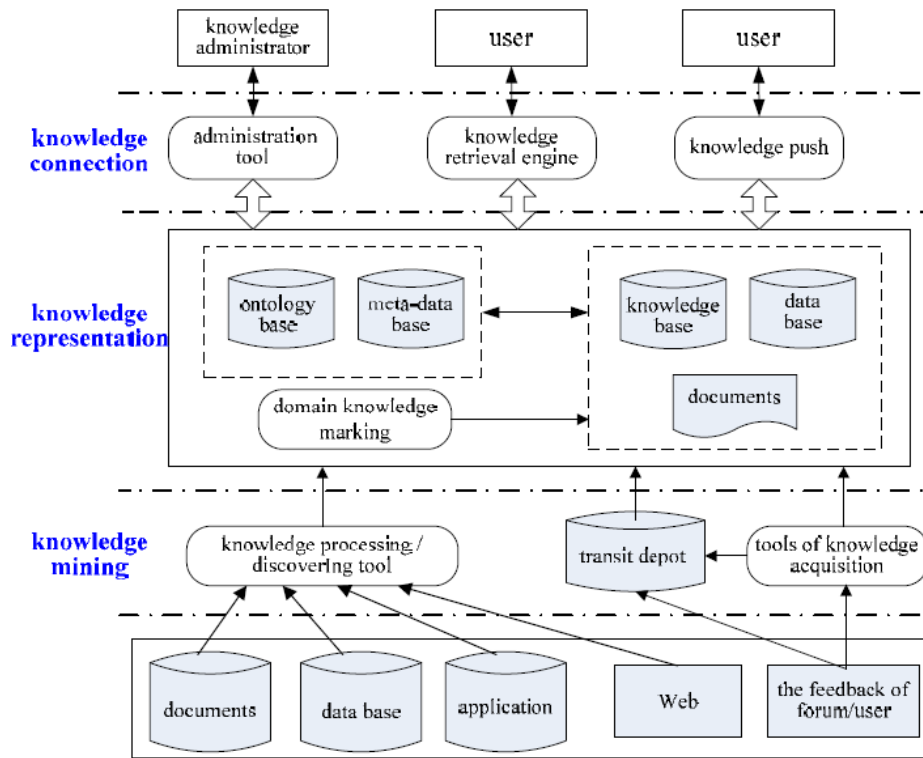 knowledge
administrator
user
user
knowledge
connection
administration
tool
knowledge
retrieval engine
knowledge push
knowledge
representation
ontology
base
meta-data
base
knowledge
base
data
base
domain knowledge
marking
documents
knowledge
mining
knowledge processing/
discovering tool
transit depot
tools of knowledge
acquisition
documents
data base
application
Web
the feedback of
forum/user